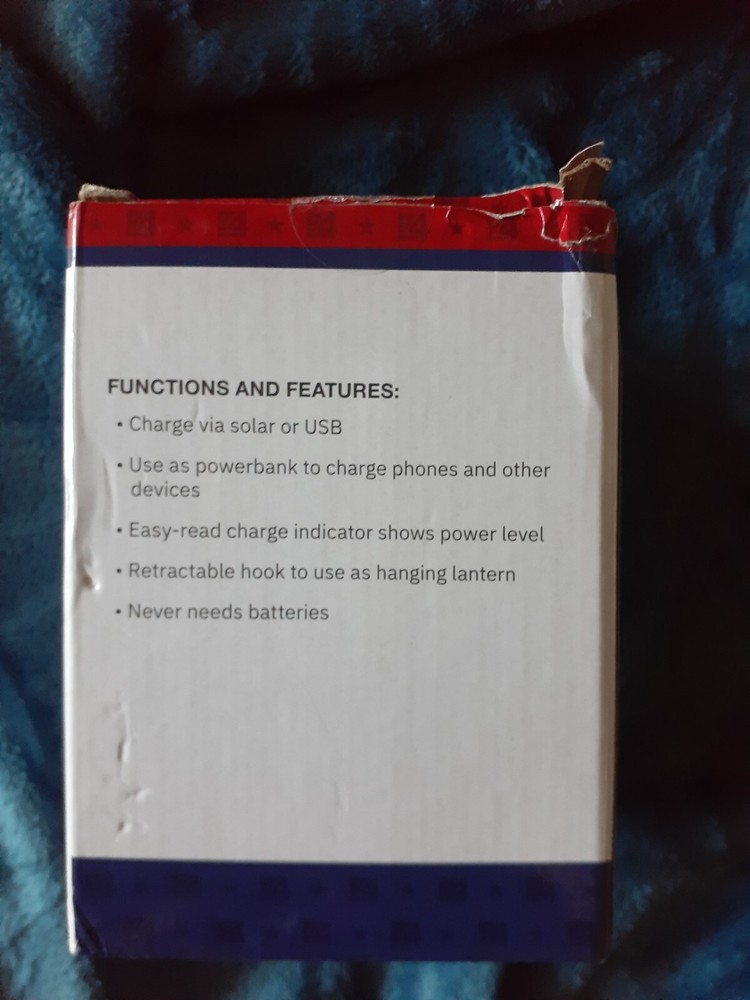 FUNCTIONS AND FEATURES:
• Charge via solar or USB
• Use as powerbank to charge phones and other
devices
• Easy-read charge indicator shows power level
• Retractable hook to use as hanging lantern
• Never needs batteries